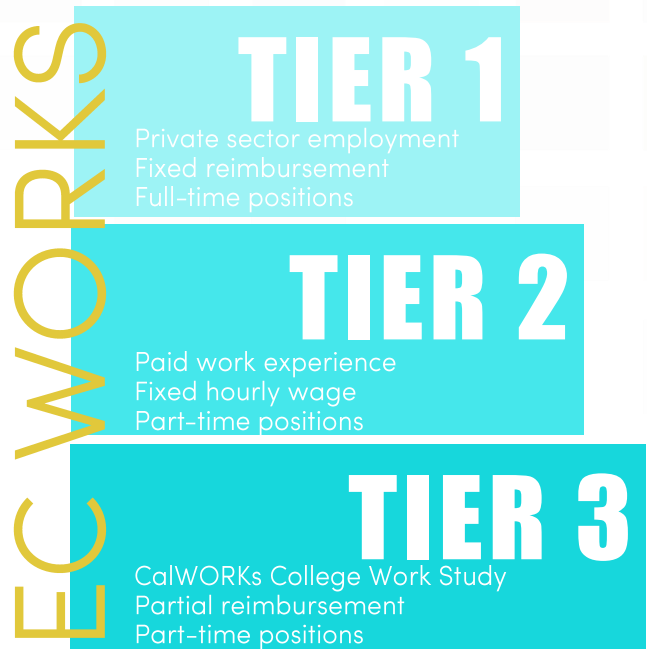 EC WORKS
TIER 1
Private sector employment
Fixed reimbursement
Full-time positions
TIER 2
Paid work experience
Fixed hourly wage
Part-time positions
TIER 3
CalWORKs College Work Study
Partial reimbursement
Part-time positions